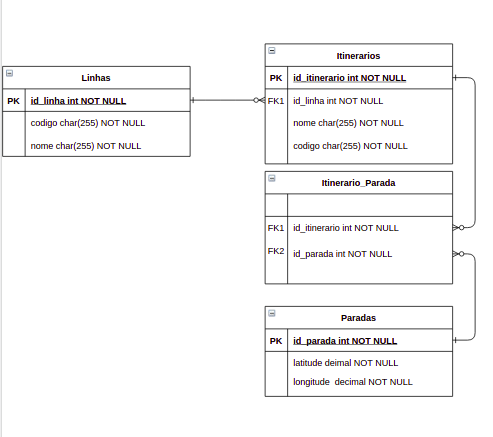 Linhas
PK id_linha int NOT NULL
codigo char(255) NOT NULL
nome char(255) NOT NULL
Itinerarios
PK id_itinerario int NOT NULL
FK1 id_linha int NOT NULL
nome char(255) NOT NULL
codigo char(255) NOT NULL
Itinerario_Parada
FK1 id_itinerario int NOT NULL
FK2 id_parada int NOT NULL
Paradas
PK id_parada int NOT NULL
latitude deimal NOT NULL
longitude decimal NOT NULL